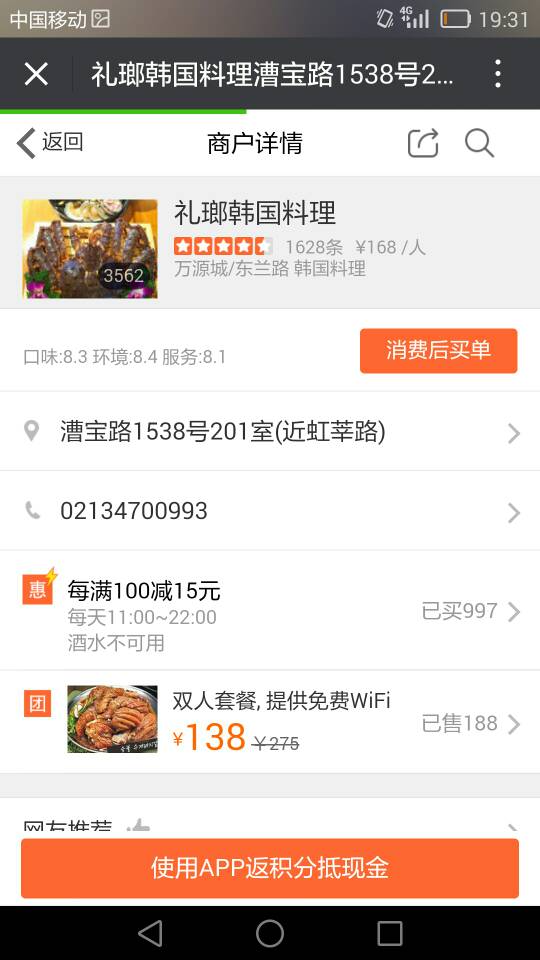 中国移动 4G 19:31
礼瑯韩国料理漕宝路1538号2...
返回 商户详情
礼瑯韩国料理
3562
1628条 ¥168 /人
万源城/东兰路 韩国料理
口味:8.3 环境:8.4 服务:8.1
消费后买单
漕宝路1538号201室(近虹莘路)
02134700993
惠 每满100减15元
每天11:00~22:00
已买997
酒水不可用
团 双人套餐, 提供免费WiFi
¥138 ¥275
已售188
网友推荐
使用APP返积分抵现金